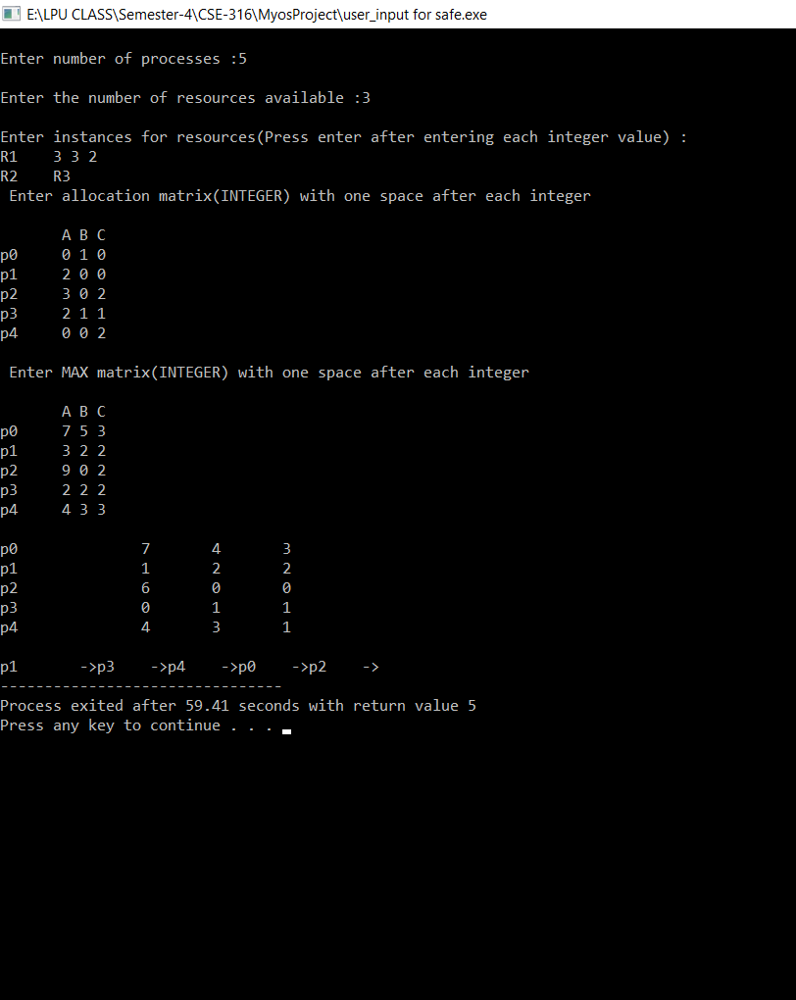 E:\LPU CLASS\Semester-4\CSE-316\MyosProject\user_input for safe.exe
Enter number of processes :5
Enter the number of resources available :3
Enter instances for resources(Press enter after entering each integer value) :
R1    3 3 2
R2    R3
Enter allocation matrix(INTEGER) with one space after each integer
A B C
p0     0 1 0
p1     2 0 0
p2     3 0 2
p3     2 1 1
p4     0 0 2
Enter MAX matrix(INTEGER) with one space after each integer
A B C
p0     7 5 3
p1     3 2 2
p2     9 0 2
p3     2 2 2
p4     4 3 3
p0              7       4       3
p1              1       2       2
p2              6       0       0
p3              0       1       1
p4              4       3       1
p1       ->p3    ->p4    ->p0    ->p2    ->
--------------------------------
Process exited after 59.41 seconds with return value 5
Press any key to continue . . .